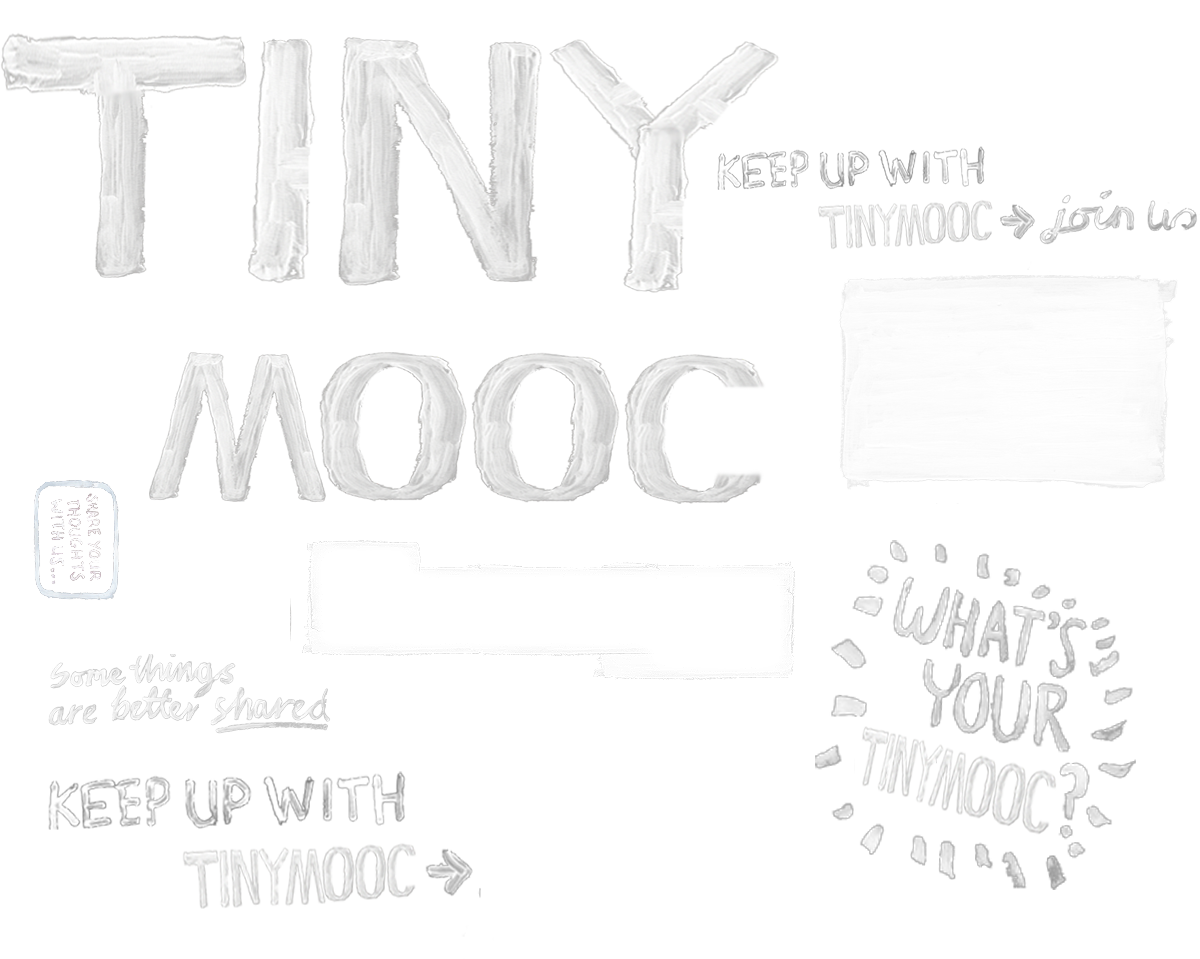 TINY
MOOC
KEEP UP WITH
TINYMOOC → join us
SHARE YOUR
THOUGHTS
WITH US...
WHAT'S
YOUR
TINYMOOC?
Some things
are better shared
KEEP UP WITH
TINYMOOC →